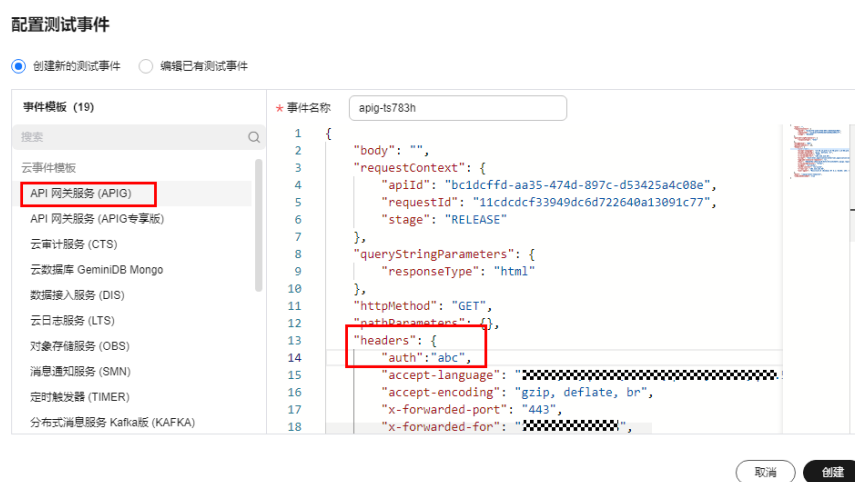 配置测试事件
创建新的测试事件 编辑已有测试事件
事件模板 (19)
搜索
云事件模板
API 网关服务 (APIG)
API 网关服务 (APIG专享版)
云审计服务 (CTS)
云数据库 GeminiDB Mongo
数据接入服务 (DIS)
云日志服务 (LTS)
对象存储服务 (OBS)
消息通知服务 (SMN)
定时触发器 (TIMER)
分布式消息服务 Kafka版 (KAFKA)
* 事件名称 apig-ts783h
1 {
2 "body": "",
3 "requestContext": {
4 "apiId": "bc1dcffd-aa35-474d-897c-d53425a4c08e",
5 "requestId": "11cdcdcf33949dc6d722640a13091c77",
6 "stage": "RELEASE"
7 },
8 "queryStringParameters": {
9 "responseType": "html"
10 },
11 "httpMethod": "GET",
12 "pathParameters": {},
13 "headers": {
14 "auth":"abc",
15 "accept-language": "
16 "accept-encoding": "gzip, deflate, br",
17 "x-forwarded-port": "443",
18 "x-forwarded-for": "",
取消 创建